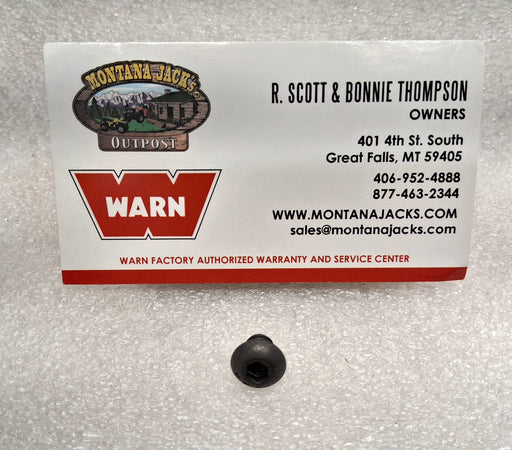 MONTANA JACK'S
OUTPOST
WARN
R. SCOTT & BONNIE THOMPSON
OWNERS
401 4th St. South
Great Falls, MT 59405
406-952-4888
877-463-2344
WWW.MONTANAJACKS.COM
sales@montanajacks.com
WARN FACTORY AUTHORIZED WARRANTY AND SERVICE CENTER